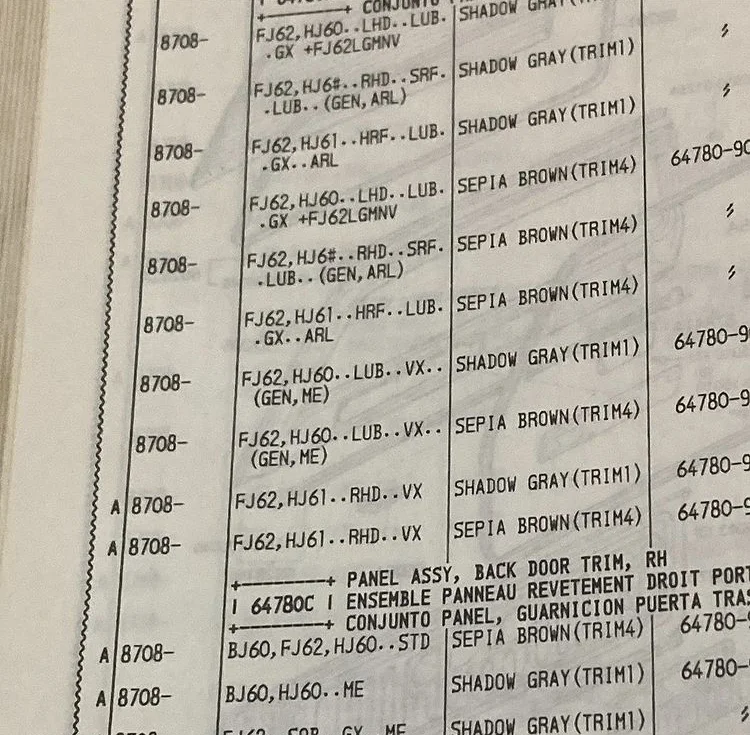 CONJUNTO
8708- FJ62,HJ60..LHD..LUB. SHADOW GRAY(TRIM1) 〃
.GX +FJ62LGMNV
8708- FJ62,HJ6#..RHD..SRF. SHADOW GRAY(TRIM1) 〃
.LUB..(GEN,ARL)
8708- FJ62,HJ61..HRF..LUB. SHADOW GRAY(TRIM1) 〃
.GX..ARL
8708- FJ62,HJ60..LHD..LUB. SEPIA BROWN(TRIM4) 64780-90
.GX +FJ62LGMNV
8708- FJ62,HJ6#..RHD..SRF. SEPIA BROWN(TRIM4) 〃
.LUB..(GEN,ARL)
8708- FJ62,HJ61..HRF..LUB. SEPIA BROWN(TRIM4) 〃
.GX..ARL
8708- FJ62,HJ60..LUB..VX.. SHADOW GRAY(TRIM1) 64780-9
(GEN,ME)
8708- FJ62,HJ60..LUB..VX.. SEPIA BROWN(TRIM4) 64780-9
(GEN,ME)
A 8708- FJ62,HJ61..RHD..VX SHADOW GRAY(TRIM1) 64780-9
A 8708- FJ62,HJ61..RHD..VX SEPIA BROWN(TRIM4) 64780-9
+--------+ PANEL ASSY, BACK DOOR TRIM, RH
| 64780C | ENSEMBLE PANNEAU REVETEMENT DROIT PORT
+--------+ CONJUNTO PANEL, GUARNICION PUERTA TRAS
A 8708- BJ60,FJ62,HJ60..STD SEPIA BROWN(TRIM4) 64780-9
A 8708- BJ60,HJ60..ME SHADOW GRAY(TRIM1) 64780-9
SHADOW GRAY(TRIM1) 〃